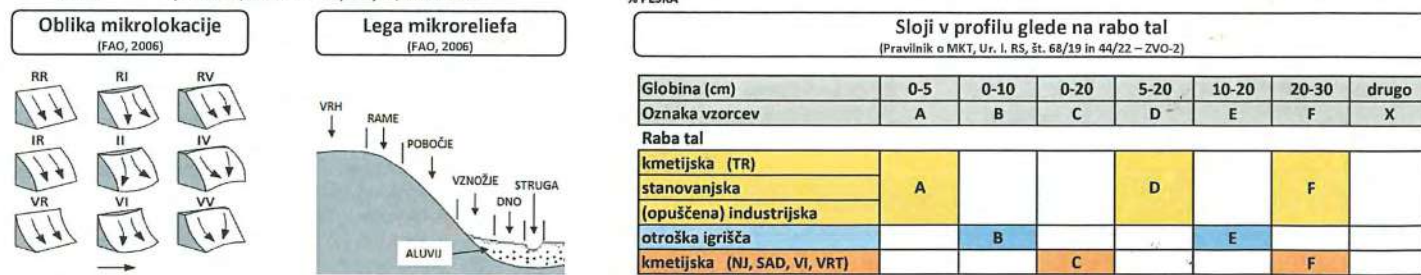 Oblika mikrolokacije
(FAO, 2006)
RR RI RV
IR II IV
VR VI VV
Lega mikroreliefa
(FAO, 2006)
VRH
RAME
POBOČJE
VZNOŽJE
STRUGA
DNO
ALUVIJ
Sloji v profilu glede na rabo tal
(Pravilnik o MKT, Ur. l. RS, št. 68/19 in 44/22 – ZVO-2)
Globina (cm) 0-5 0-10 0-20 5-20 10-20 20-30 drugo
Oznaka vzorcev A B C D E F X
Raba tal
kmetijska (TR)
stanovanjska A D F
(opuščena) industrijska
otroška igrišča B E
kmetijska (NJ, SAD, VI, VRT) C F